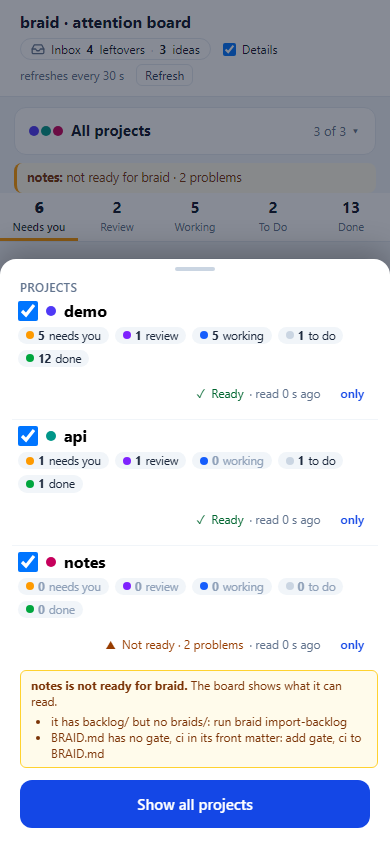 braid · attention board
Inbox 4 leftovers · 3 ideas Details
refreshes every 30 s Refresh
All projects 3 of 3
notes: not ready for braid · 2 problems
6 2 5 2 13
Needs you Review Working To Do Done
PROJECTS
demo
5 needs you 1 review 5 working 1 to do
12 done
✓ Ready · read 0 s ago only
api
1 needs you 1 review 0 working 1 to do
1 done
✓ Ready · read 0 s ago only
notes
0 needs you 0 review 0 working 0 to do
0 done
▲ Not ready · 2 problems · read 0 s ago only
notes is not ready for braid. The board shows what it can
read.
• it has backlog/ but no braids/: run braid import-backlog
• BRAID.md has no gate, ci in its front matter: add gate, ci to
BRAID.md
Show all projects